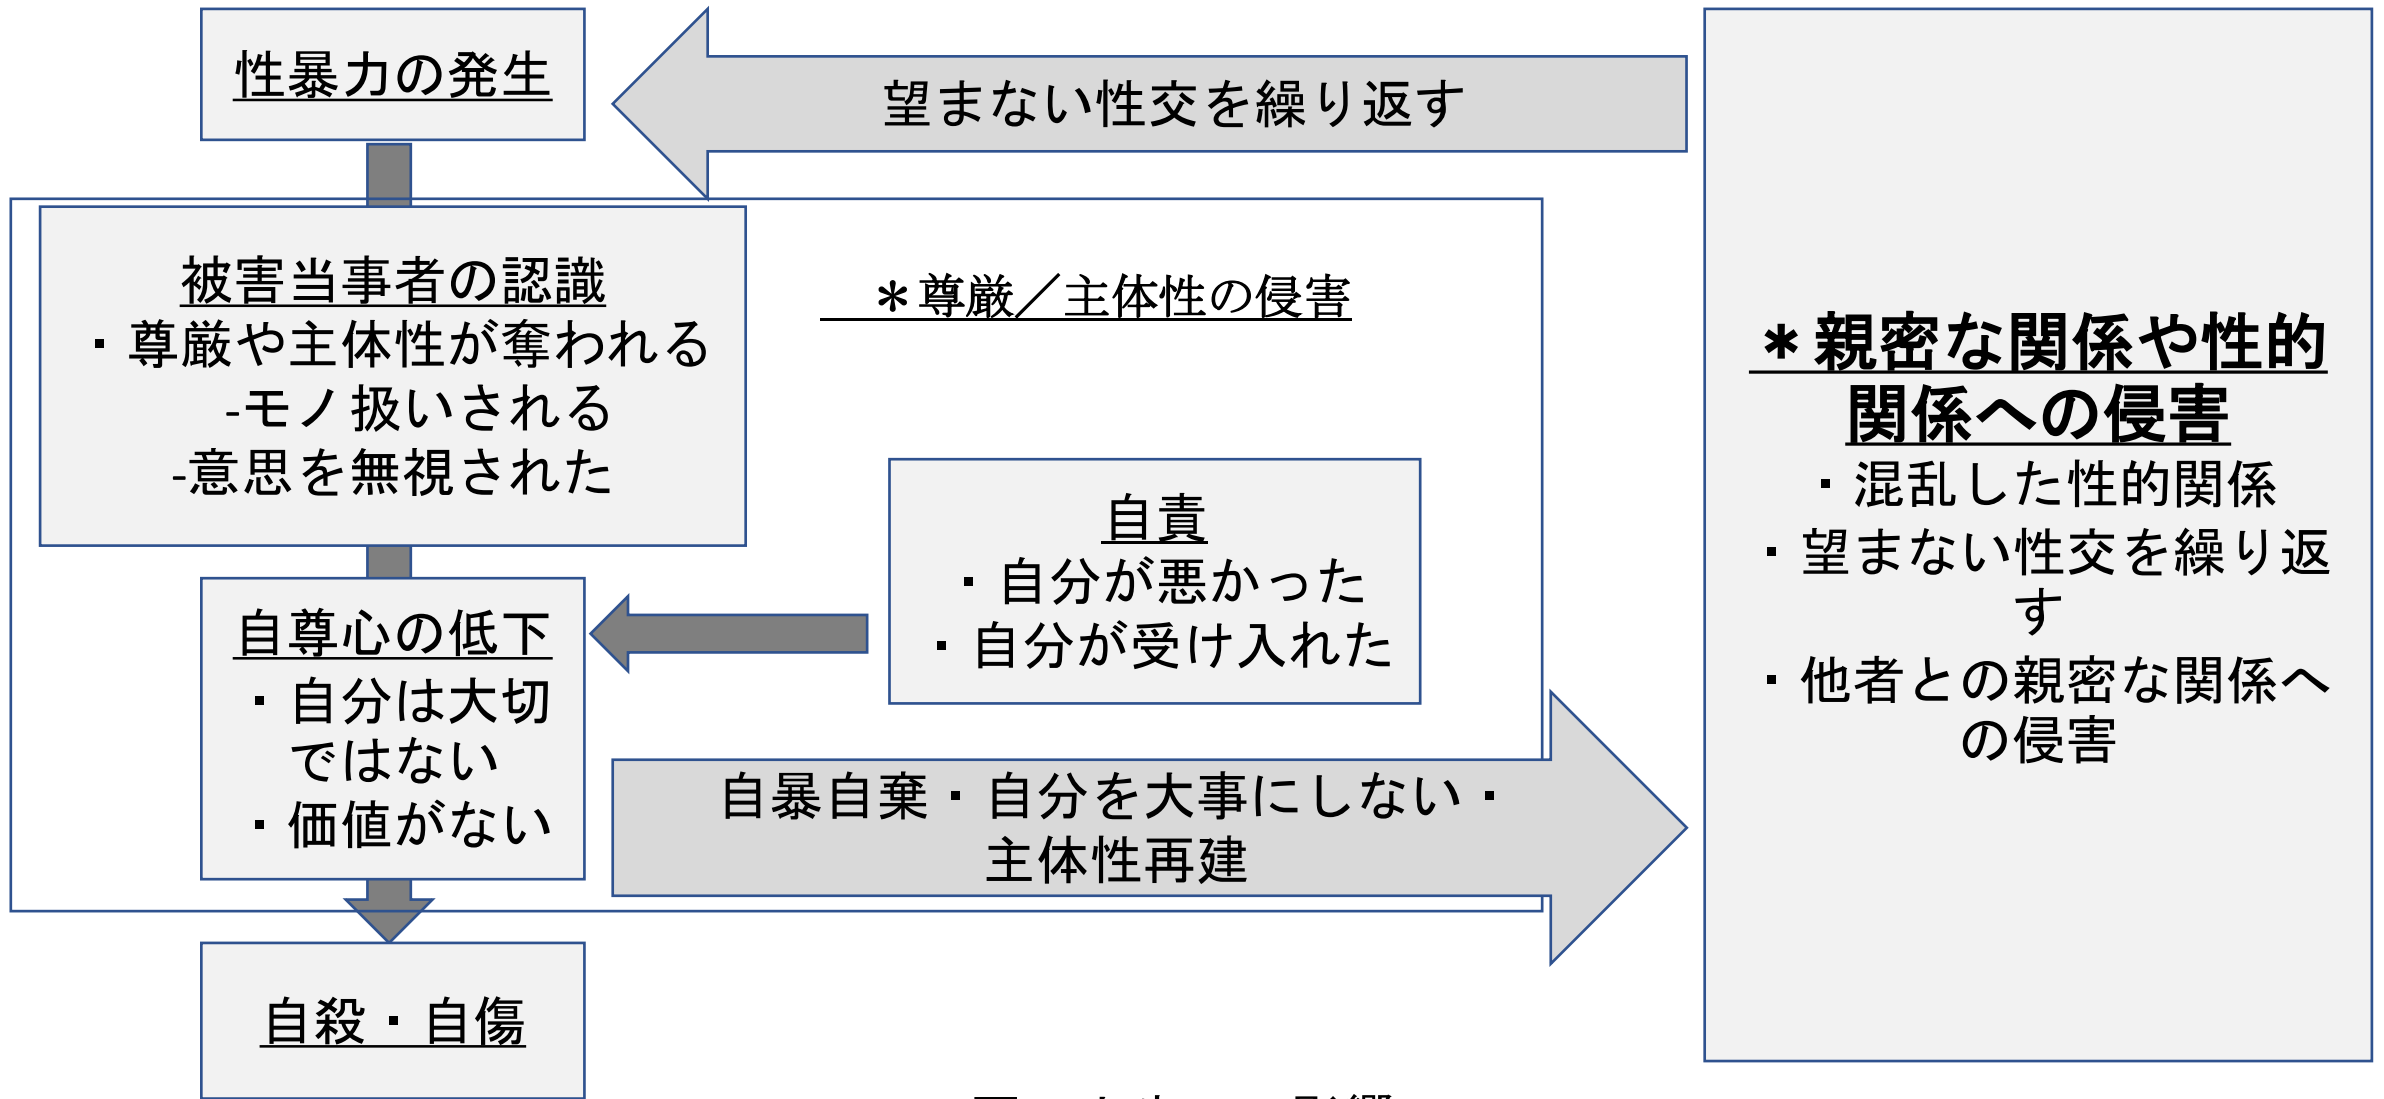 性暴力の発生
望まない性交を繰り返す
被害当事者の認識
・尊厳や主体性が奪われる
-モノ扱いされる
-意思を無視された
＊尊厳／主体性の侵害
自責
・自分が悪かった
・自分が受け入れた
自尊心の低下
・自分は大切
ではない
・価値がない
自暴自棄・自分を大事にしない・
主体性再建
自殺・自傷
＊親密な関係や性的
関係への侵害
・混乱した性的関係
・望まない性交を繰り返
す
・他者との親密な関係へ
の侵害